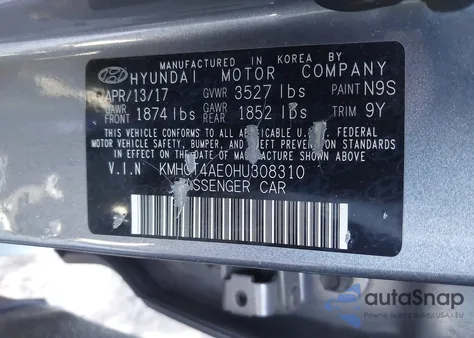 MANUFACTURED IN KOREA BY
HYUNDAI MOTOR COMPANY
APR/13/17 GVWR 3527 lbs PAINT N9S
GAWR FRONT 1874 lbs GAWR REAR 1852 lbs TRIM 9Y
THIS VEHICLE CONFORMS TO ALL APPLICABLE U.S. FEDERAL
MOTOR VEHICLE SAFETY, BUMPER, AND THEFT PREVENTION
STANDARDS IN EFFECT ON THE DATE OF MANUFACTURE SHOWN ABOVE.
V.I.N KMHCT4AE0HU308310
PASSENGER CAR
autoSnap